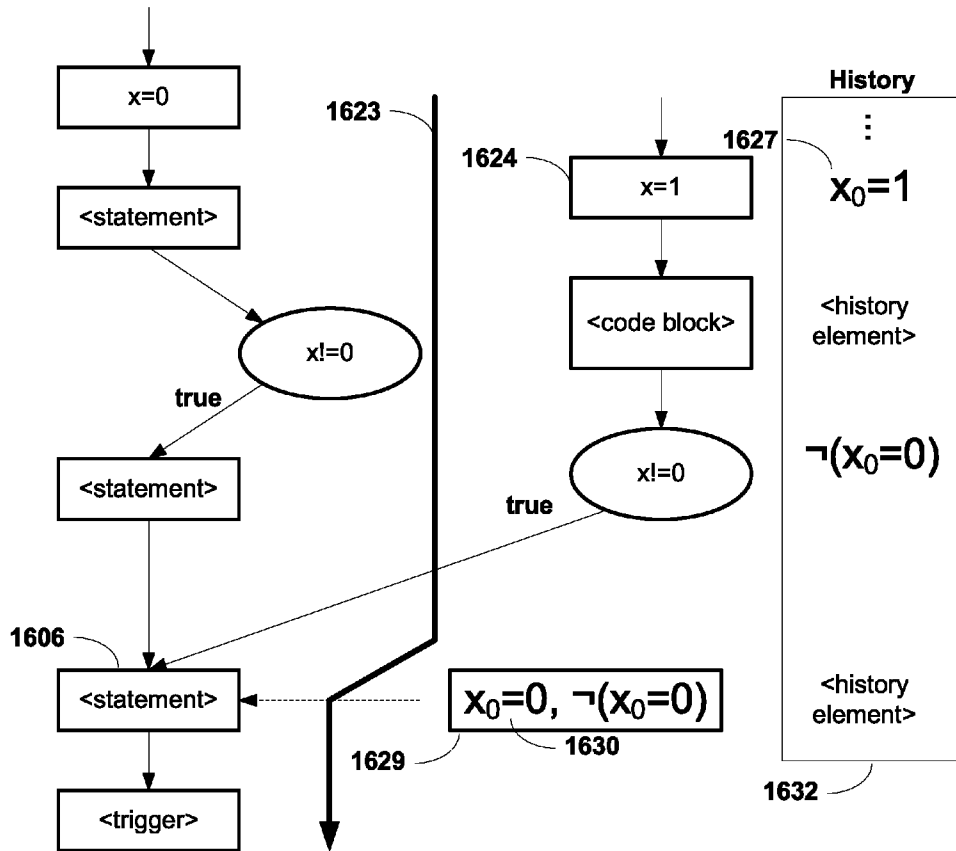 x=0
<statement>
x!=0
true
<statement>
1606
<statement>
<trigger>
1623
1624
x=1
<code block>
x!=0
true
x₀=0, ¬(x₀=0)
1629
1630
History
⋮
1627
x₀=1
<history
element>
¬(x₀=0)
<history
element>
1632